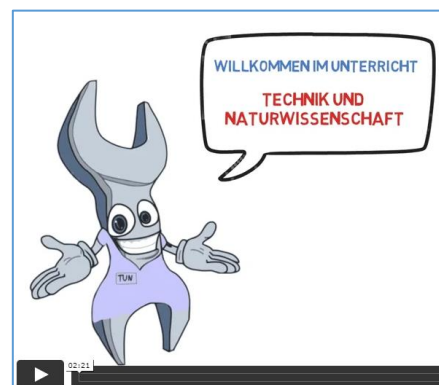 WILLKOMMEN IM UNTERRICHT
TECHNIK UND
NATURWISSENSCHAFT
TUN
02:21